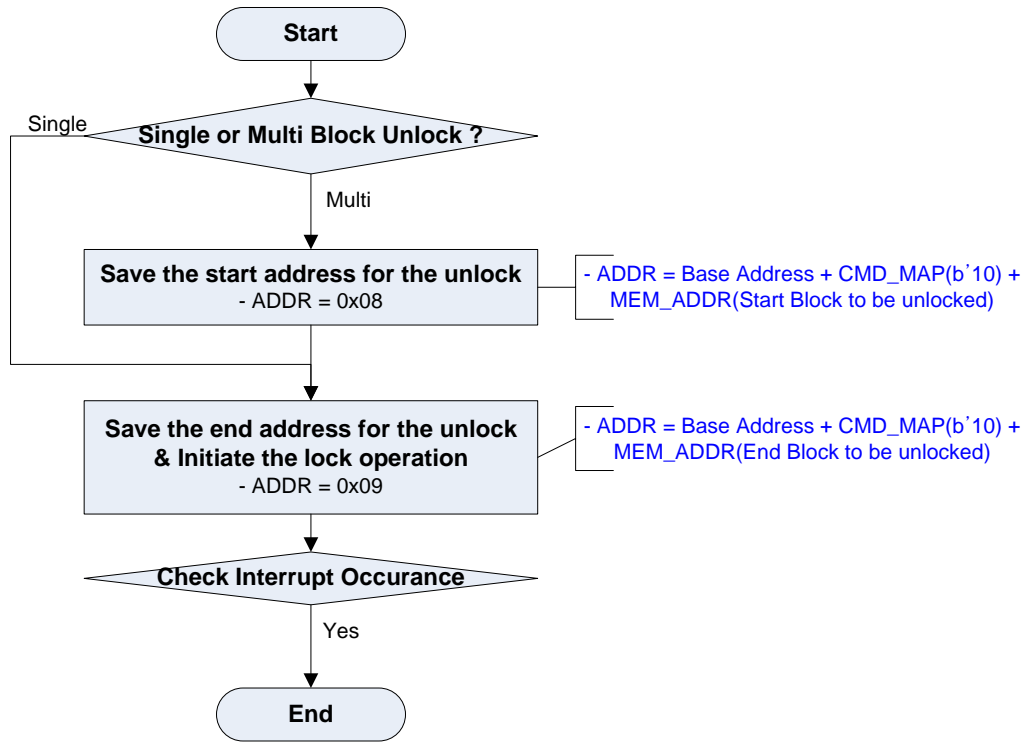 Start
Single or Multi Block Unlock ?
Single
Multi
Save the start address for the unlock
- ADDR = 0x08
- ADDR = Base Address + CMD_MAP(b’10) +
MEM_ADDR(Start Block to be unlocked)
Save the end address for the unlock
& Initiate the lock operation
- ADDR = 0x09
- ADDR = Base Address + CMD_MAP(b’10) +
MEM_ADDR(End Block to be unlocked)
Check Interrupt Occurance
Yes
End